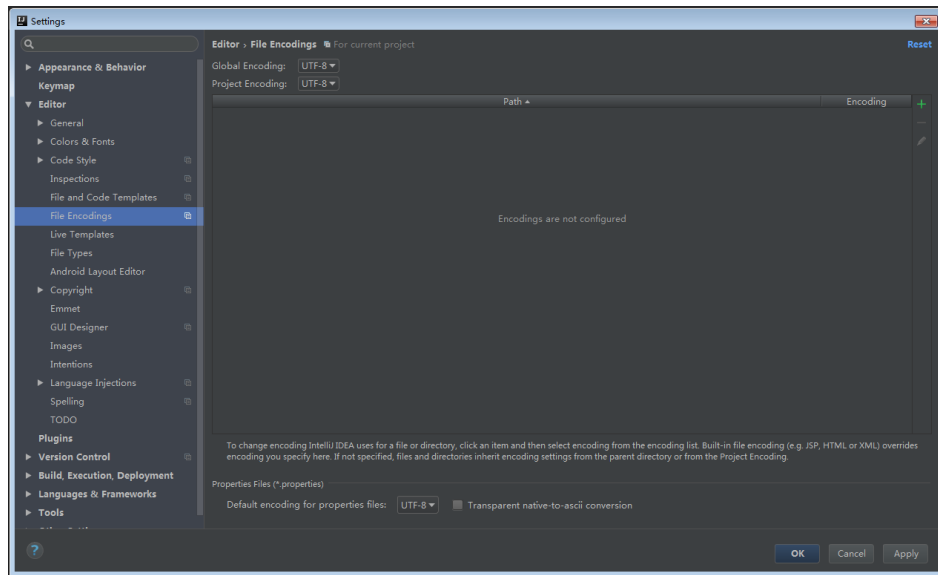 Settings
Editor › File Encodings For current project
Reset
Appearance & Behavior
Keymap
Editor
General
Colors & Fonts
Code Style
Inspections
File and Code Templates
File Encodings
Live Templates
File Types
Android Layout Editor
Copyright
Emmet
GUI Designer
Images
Intentions
Language Injections
Spelling
TODO
Plugins
Version Control
Build, Execution, Deployment
Languages & Frameworks
Tools
Global Encoding: UTF-8
Project Encoding: UTF-8
Path Encoding
Encodings are not configured
To change encoding IntelliJ IDEA uses for a file or directory, click an item and then select encoding from the encoding list. Built-in file encoding (e.g. JSP, HTML or XML) overrides
encoding you specify here. If not specified, files and directories inherit encoding settings from the parent directory or from the Project Encoding.
Properties Files (*.properties)
Default encoding for properties files: UTF-8 Transparent native-to-ascii conversion
?
OK Cancel Apply